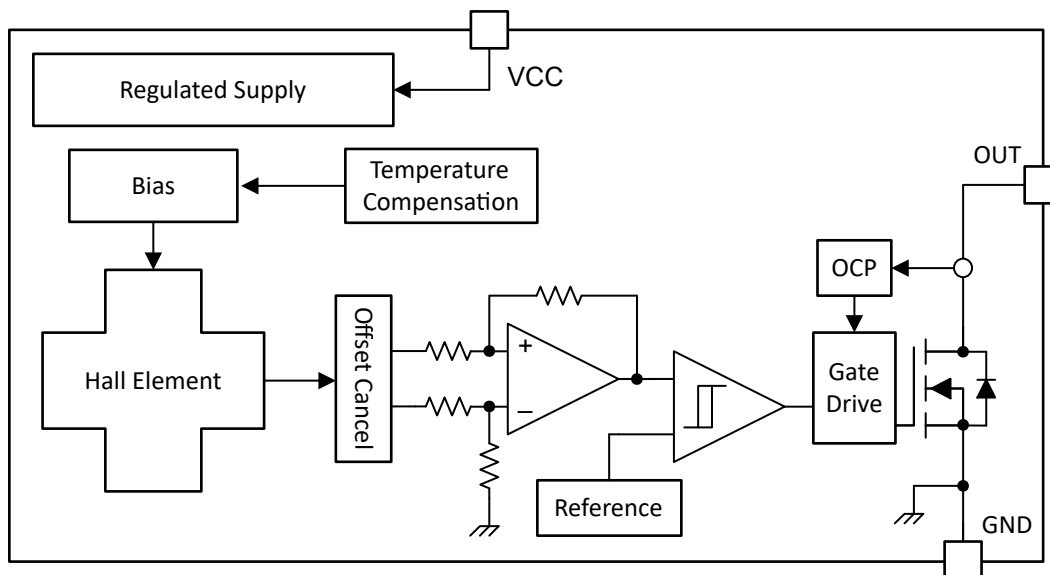 VCC
Regulated Supply
Bias
Temperature
Compensation
OUT
OCP
Hall Element
Offset Cancel
+
−
Gate
Drive
Reference
GND